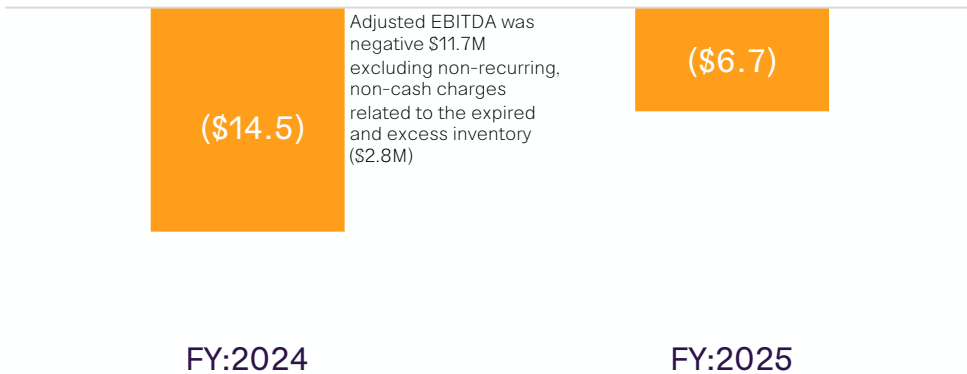 ($14.5)
Adjusted EBITDA was
negative $11.7M
excluding non-recurring,
non-cash charges
related to the expired
and excess inventory
($2.8M)
($6.7)
FY:2024
FY:2025